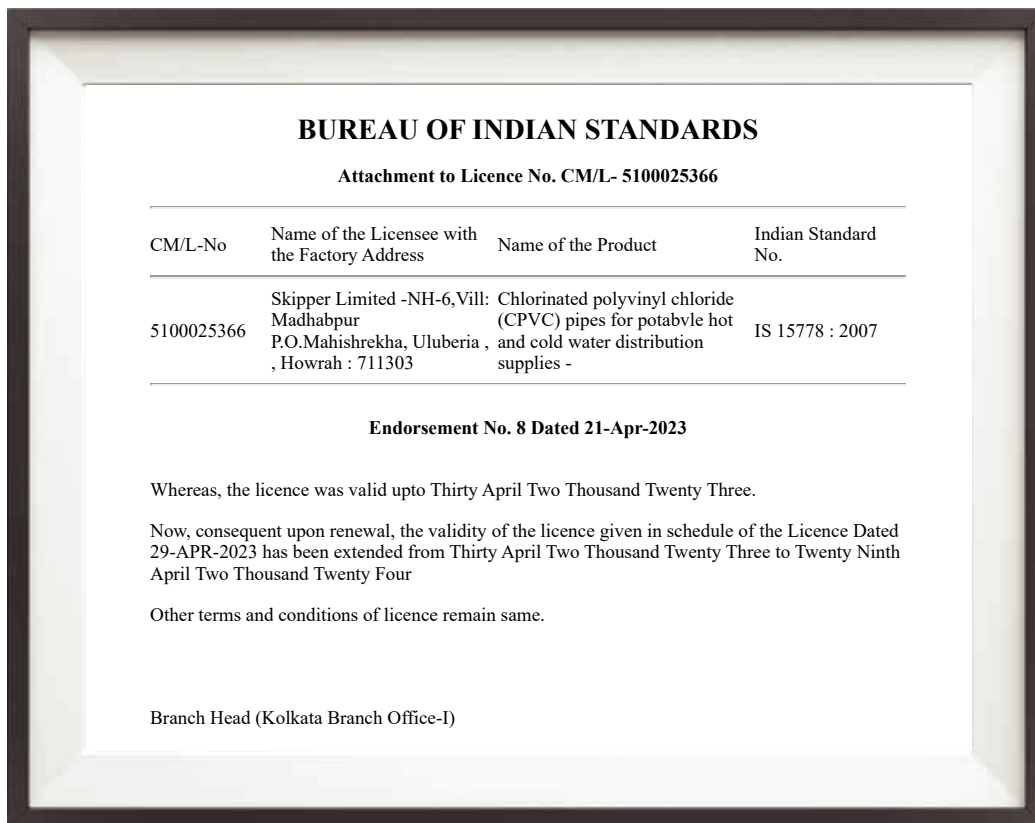 BUREAU OF INDIAN STANDARDS
Attachment to Licence No. CM/L- 5100025366
CM/L-No
Name of the Licensee with
the Factory Address
Name of the Product
Indian Standard
No.
5100025366
Skipper Limited -NH-6,Vill:
Madhabpur
P.O.Mahishrekha, Uluberia ,
, Howrah : 711303
Chlorinated polyvinyl chloride
(CPVC) pipes for potabvle hot
and cold water distribution
supplies -
IS 15778 : 2007
Endorsement No. 8 Dated 21-Apr-2023
Whereas, the licence was valid upto Thirty April Two Thousand Twenty Three.
Now, consequent upon renewal, the validity of the licence given in schedule of the Licence Dated
29-APR-2023 has been extended from Thirty April Two Thousand Twenty Three to Twenty Ninth
April Two Thousand Twenty Four
Other terms and conditions of licence remain same.
Branch Head (Kolkata Branch Office-I)